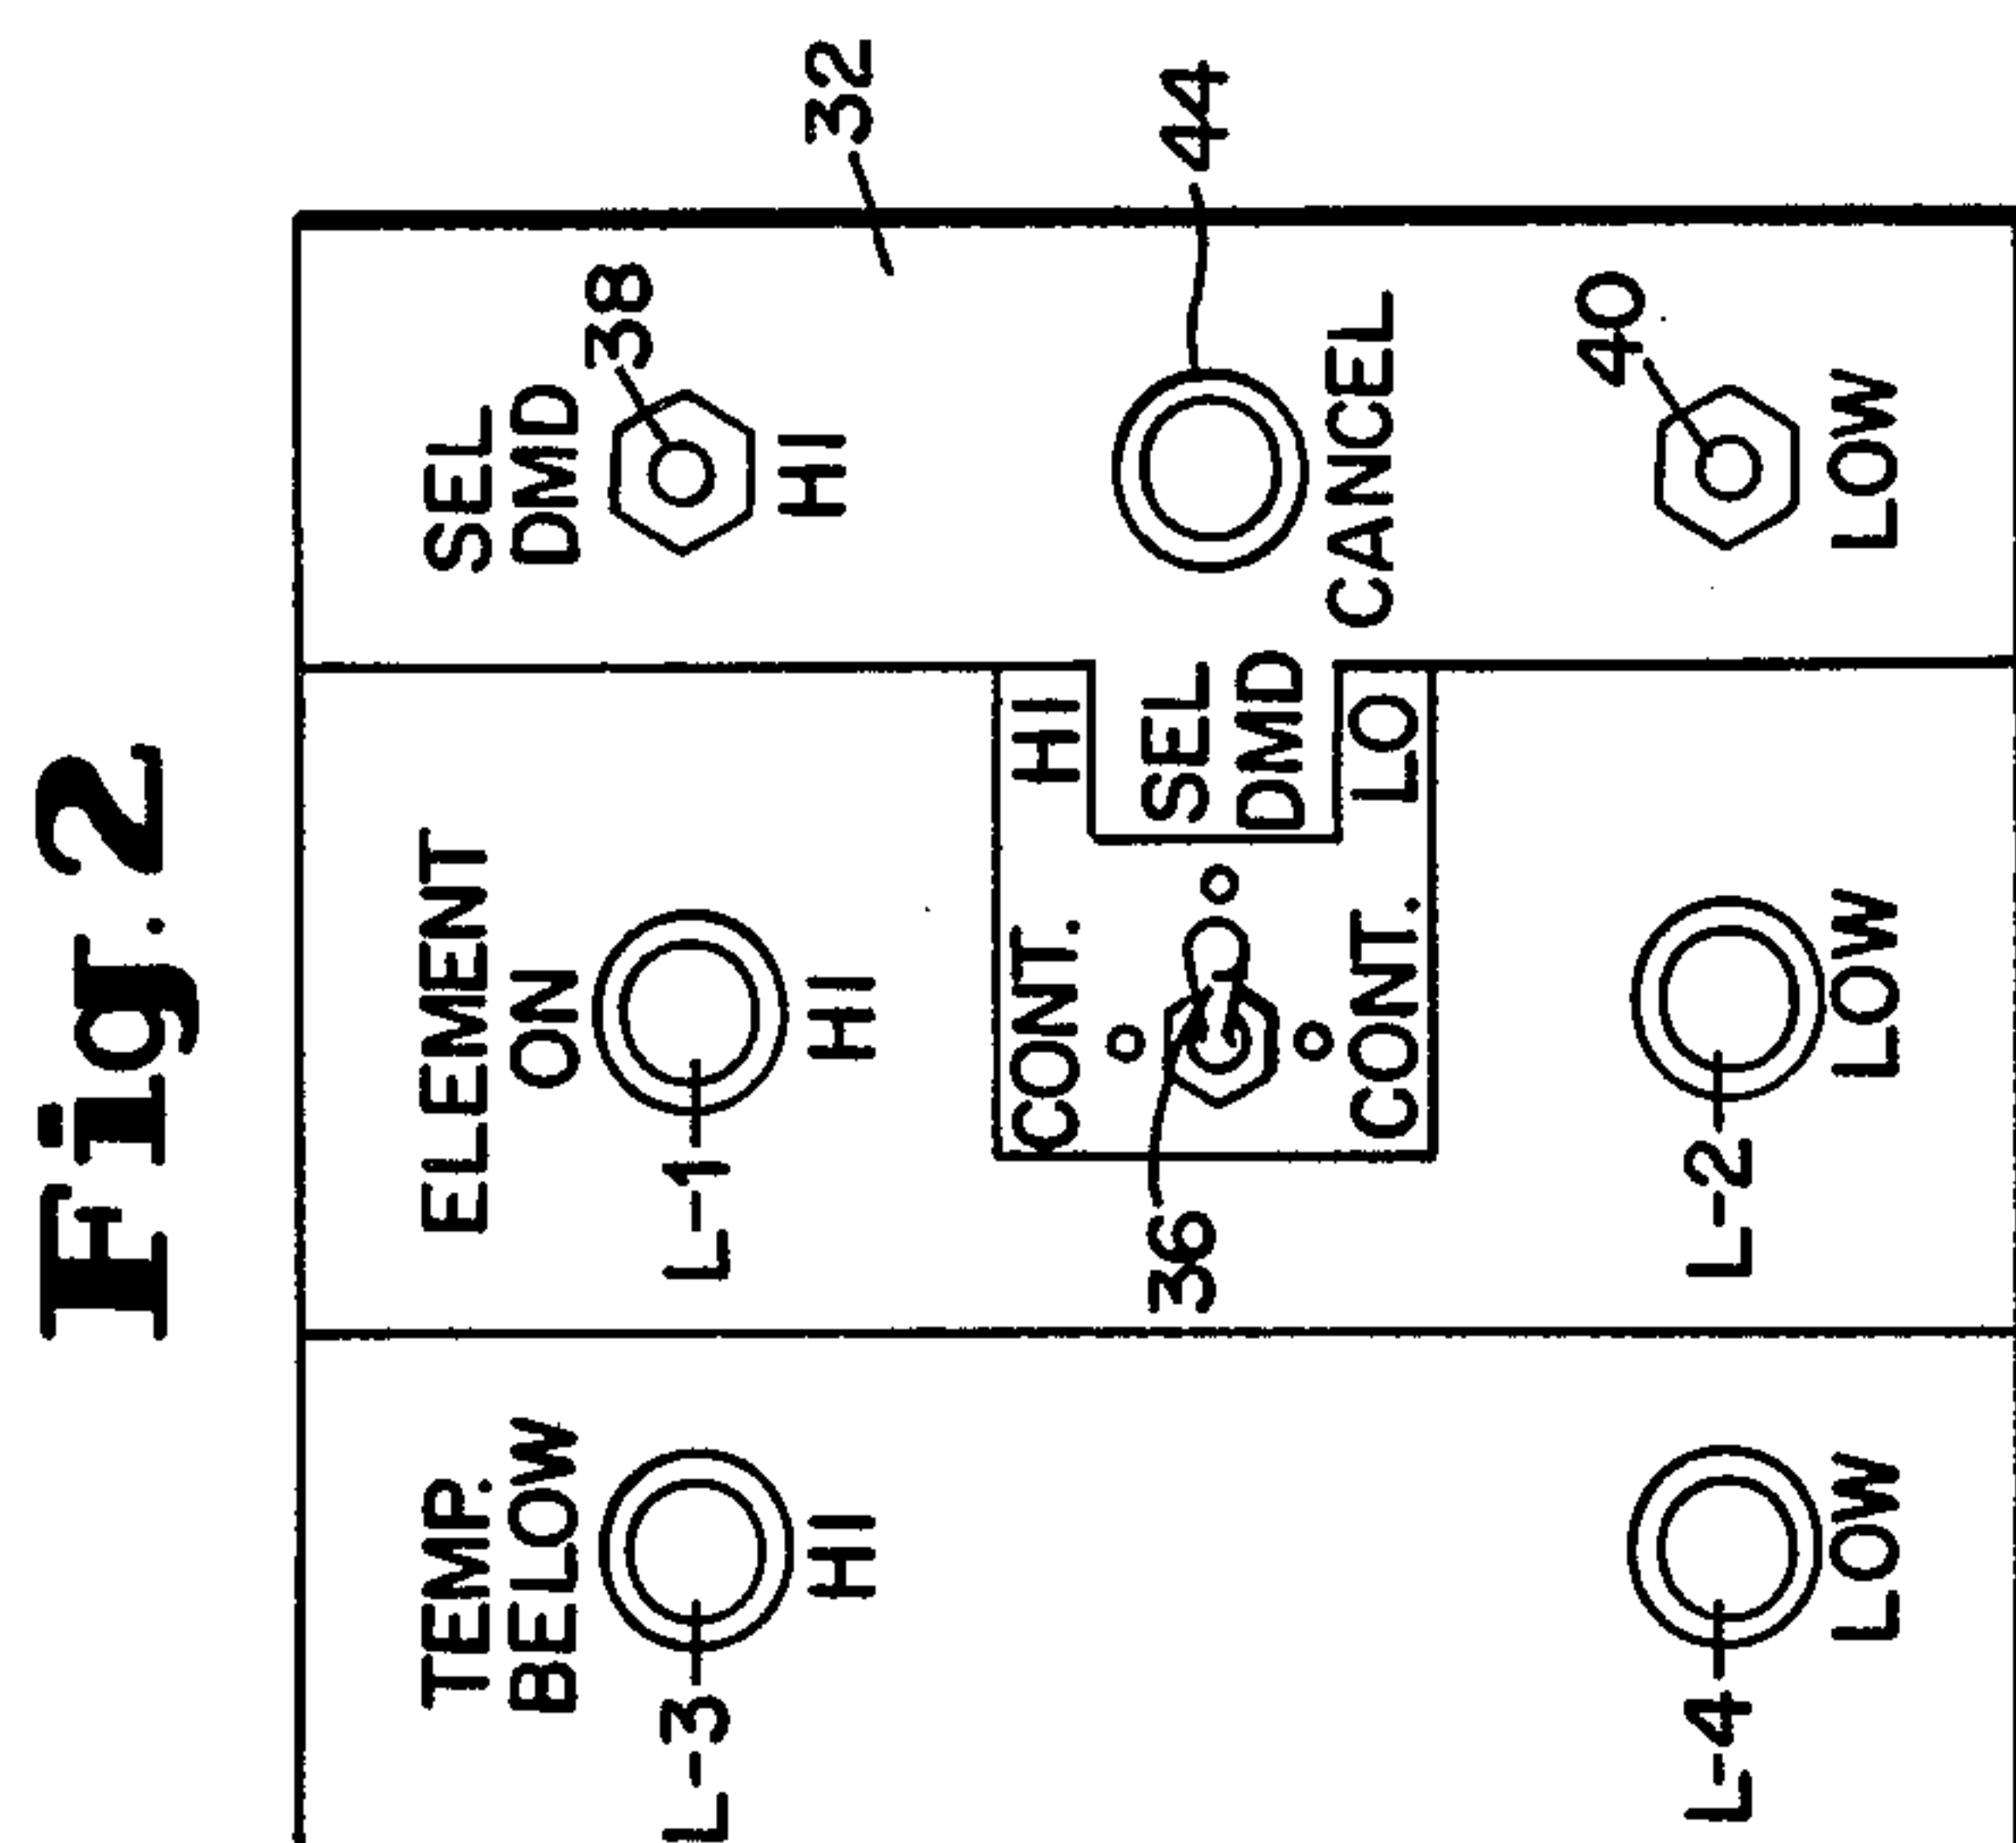 Fig. 2
32
TEMP.
BELOW
L-3
HI
ELEMENT
ON
L-1
HI
SEL
DMD
38
HI
CONT.
HI
36
SEL
DMD
CONT.
LO
44
CANCEL
L-4
LOW
L-2
LOW
40
LOW